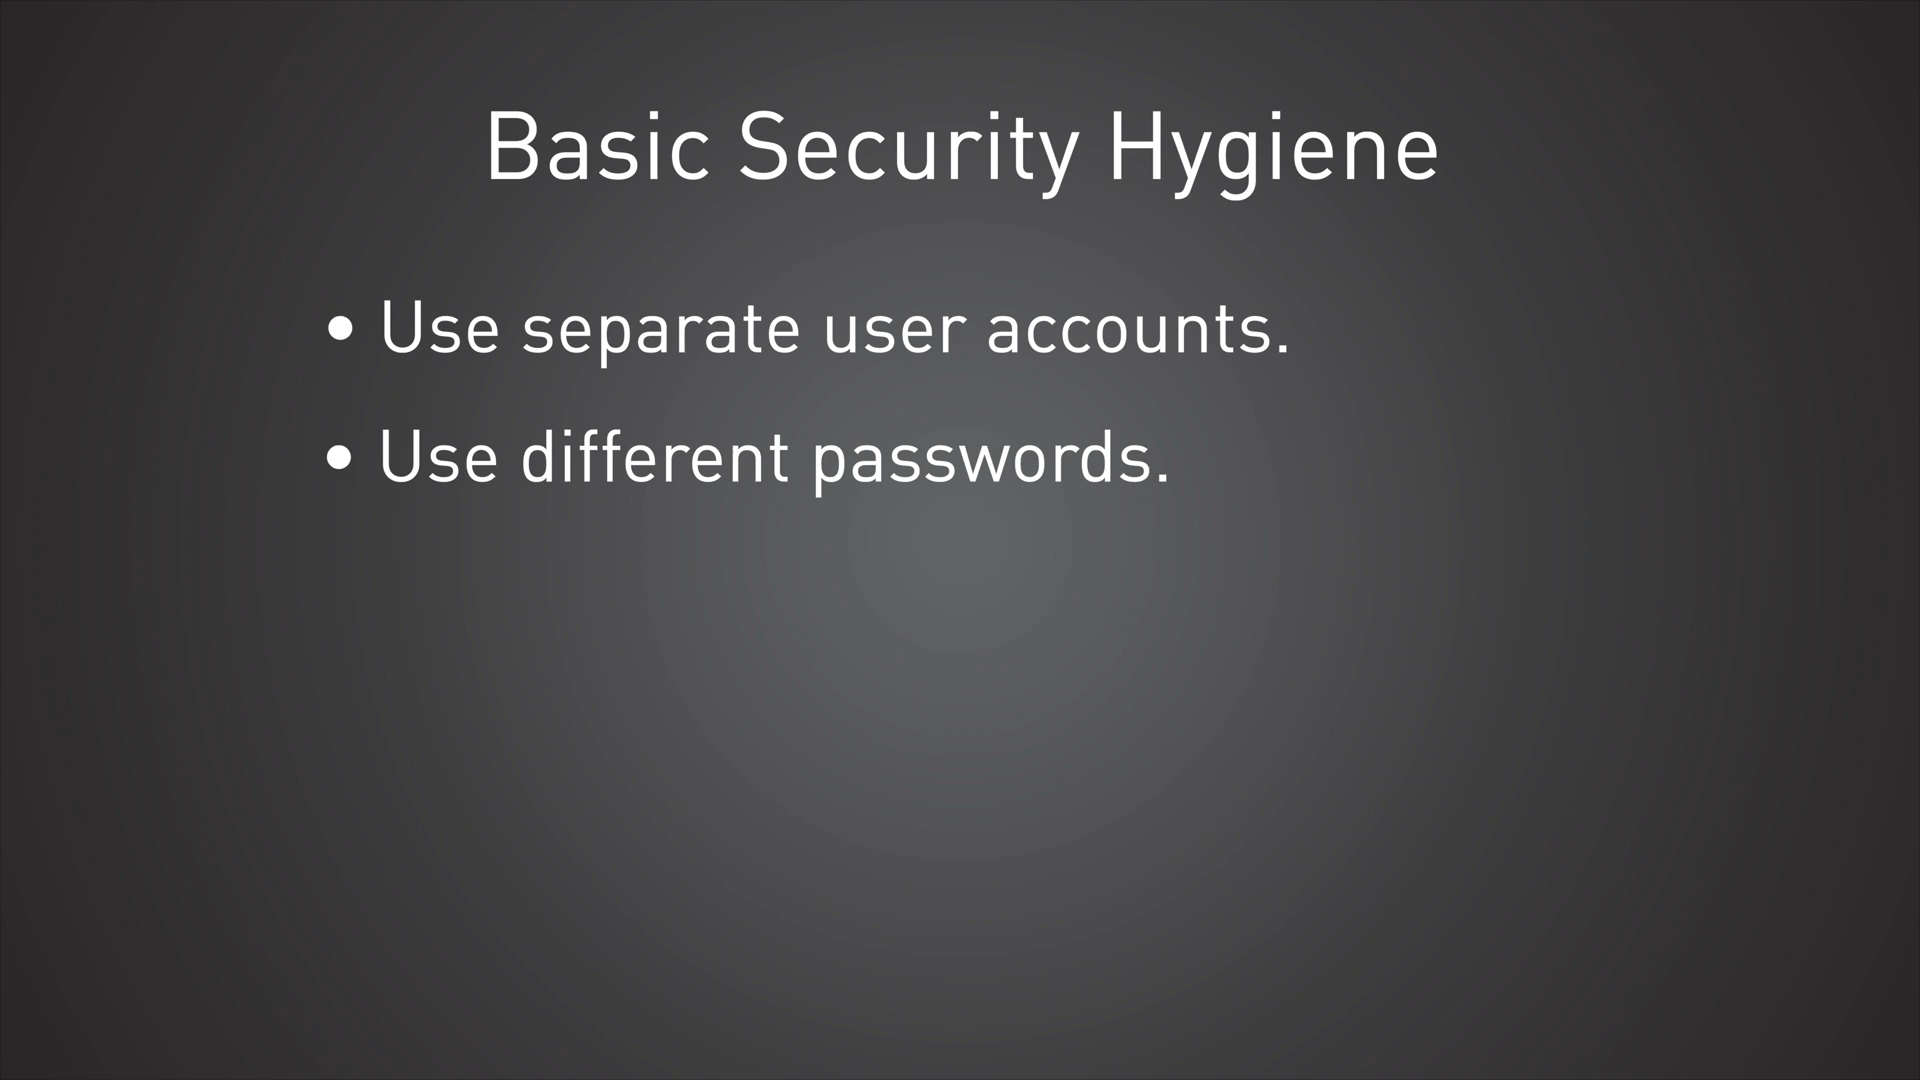 Basic Security Hygiene
• Use separate user accounts.
• Use different passwords.